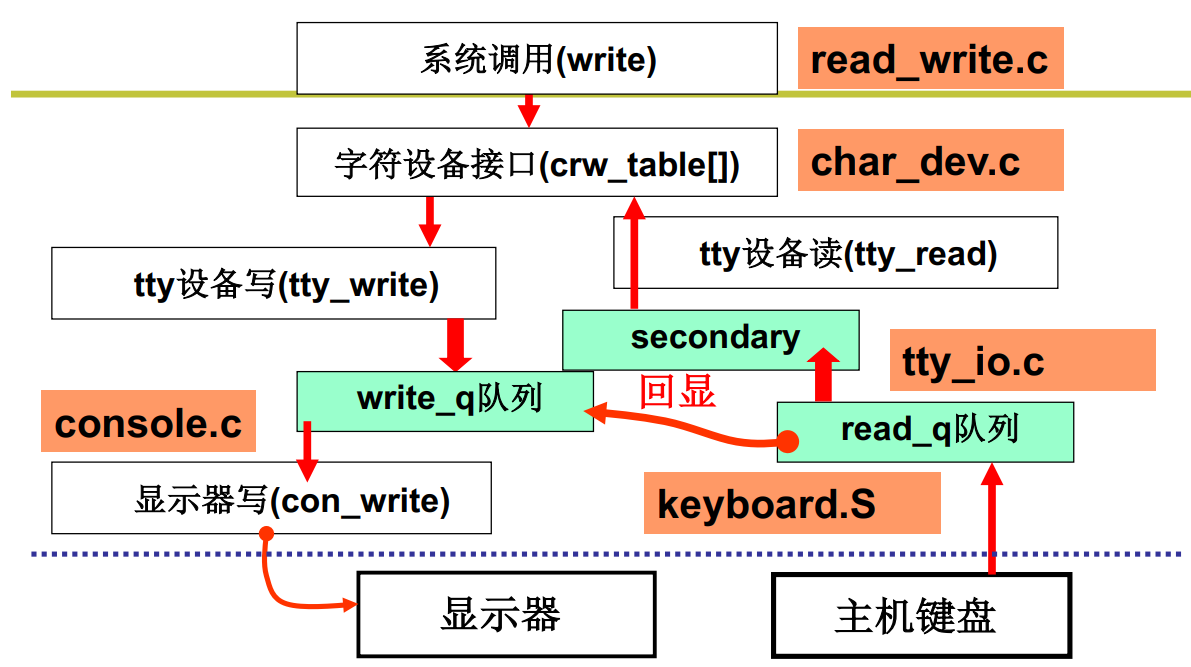 系统调用(write)
read_write.c
字符设备接口(crw_table[])
char_dev.c
tty设备读(tty_read)
tty设备写(tty_write)
secondary
tty_io.c
write_q队列
回显
console.c
read_q队列
显示器写(con_write)
keyboard.S
显示器
主机键盘